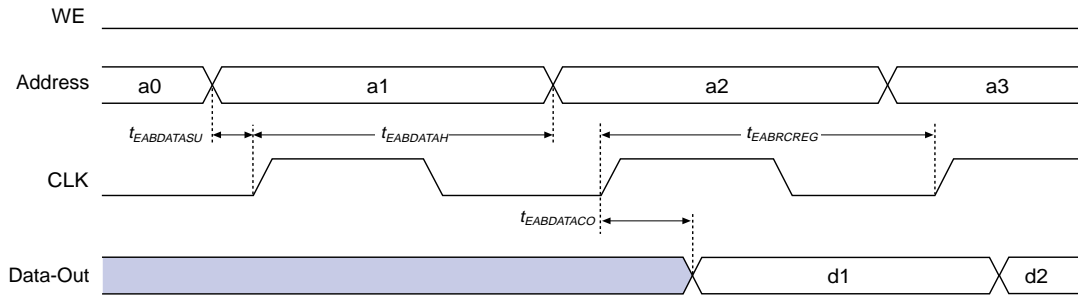 WE
Address a0 a1 a2 a3
tEABDATASU tEABDATAH tEABRCREG
CLK
tEABDATACO
Data-Out d1 d2